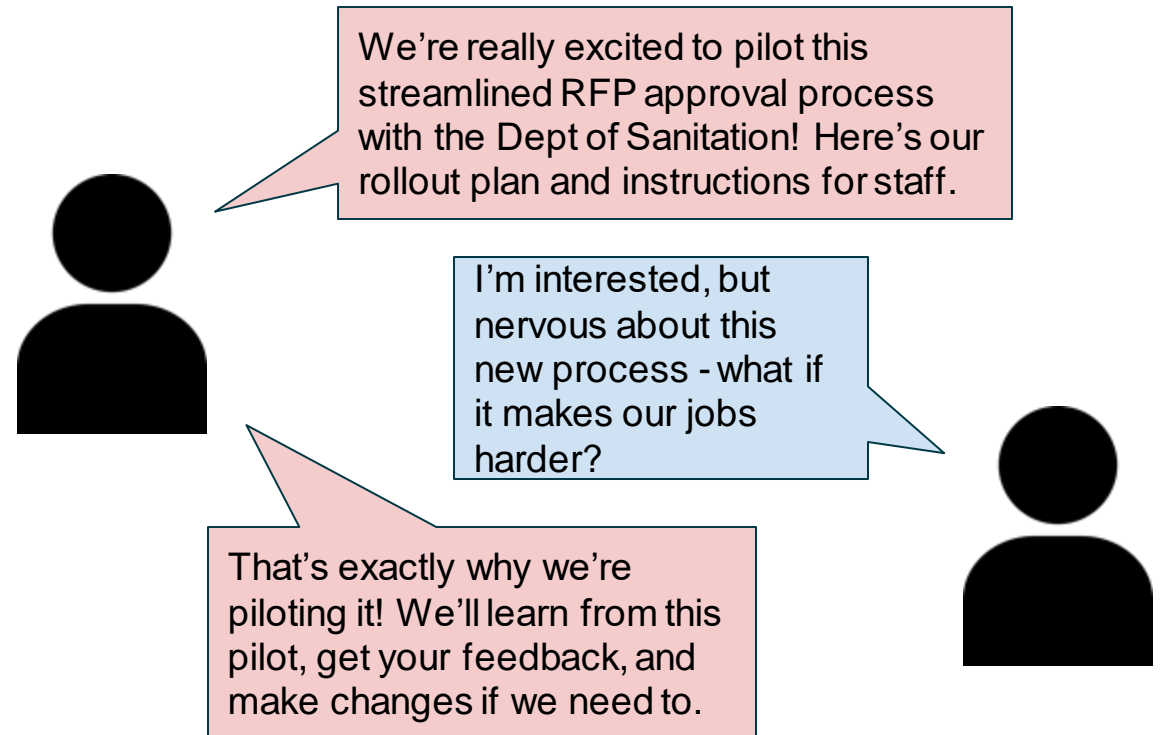 We’re really excited to pilot this
streamlined RFP approval process
with the Dept of Sanitation! Here’s our
rollout plan and instructions for staff.
I’m interested, but
nervous about this
new process - what if
it makes our jobs
harder?
That’s exactly why we’re
piloting it! We’ll learn from this
pilot, get your feedback, and
make changes if we need to.